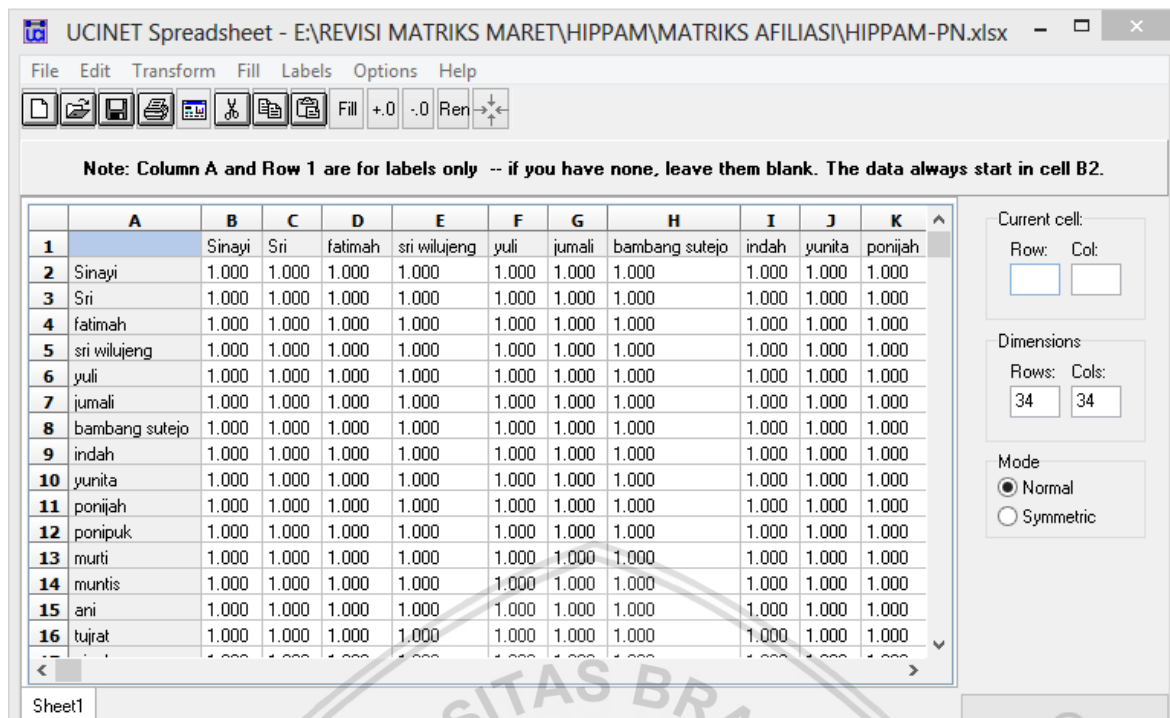 UCINET Spreadsheet - E:\REVISI MATRIKS MARET\HIPPAM\MATRIKS AFILIASI\HIPPAM-PN.xlsx
File Edit Transform Fill Labels Options Help
Fill +.0 -.0 Ren
Note: Column A and Row 1 are for labels only -- if you have none, leave them blank. The data always start in cell B2.
A B C D E F G H I J K
1 Sinayi Sri fatimah sri wilujeng yuli jumali bambang sutejo indah yunita ponijah
2 Sinayi 1.000 1.000 1.000 1.000 1.000 1.000 1.000 1.000 1.000 1.000
3 Sri 1.000 1.000 1.000 1.000 1.000 1.000 1.000 1.000 1.000 1.000
4 fatimah 1.000 1.000 1.000 1.000 1.000 1.000 1.000 1.000 1.000 1.000
5 sri wilujeng 1.000 1.000 1.000 1.000 1.000 1.000 1.000 1.000 1.000 1.000
6 yuli 1.000 1.000 1.000 1.000 1.000 1.000 1.000 1.000 1.000 1.000
7 jumali 1.000 1.000 1.000 1.000 1.000 1.000 1.000 1.000 1.000 1.000
8 bambang sutejo 1.000 1.000 1.000 1.000 1.000 1.000 1.000 1.000 1.000 1.000
9 indah 1.000 1.000 1.000 1.000 1.000 1.000 1.000 1.000 1.000 1.000
10 yunita 1.000 1.000 1.000 1.000 1.000 1.000 1.000 1.000 1.000 1.000
11 ponijah 1.000 1.000 1.000 1.000 1.000 1.000 1.000 1.000 1.000 1.000
12 ponipuk 1.000 1.000 1.000 1.000 1.000 1.000 1.000 1.000 1.000 1.000
13 murti 1.000 1.000 1.000 1.000 1.000 1.000 1.000 1.000 1.000 1.000
14 muntis 1.000 1.000 1.000 1.000 1.000 1.000 1.000 1.000 1.000 1.000
15 ani 1.000 1.000 1.000 1.000 1.000 1.000 1.000 1.000 1.000 1.000
16 tujrat 1.000 1.000 1.000 1.000 1.000 1.000 1.000 1.000 1.000 1.000
Sheet1
Current cell:
Row: Col:
Dimensions
Rows: Cols:
34 34
Mode
Normal
Symmetric
SITAS BRA